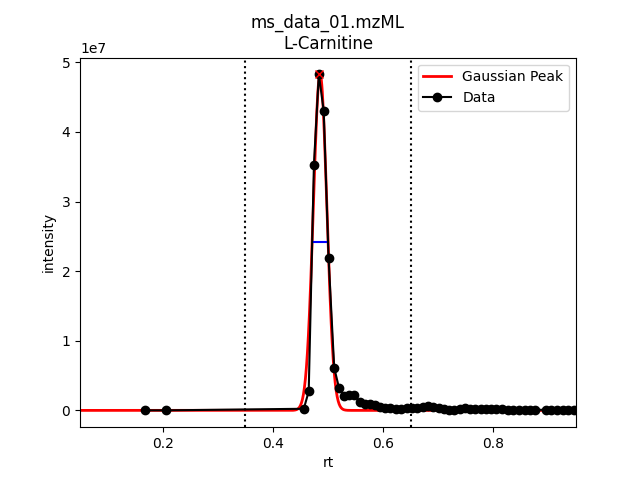 ms_data_01.mzML
L-Carnitine
1e7
5
4
3
2
1
0
intensity
0.2
0.4
0.6
0.8
rt
Gaussian Peak
Data